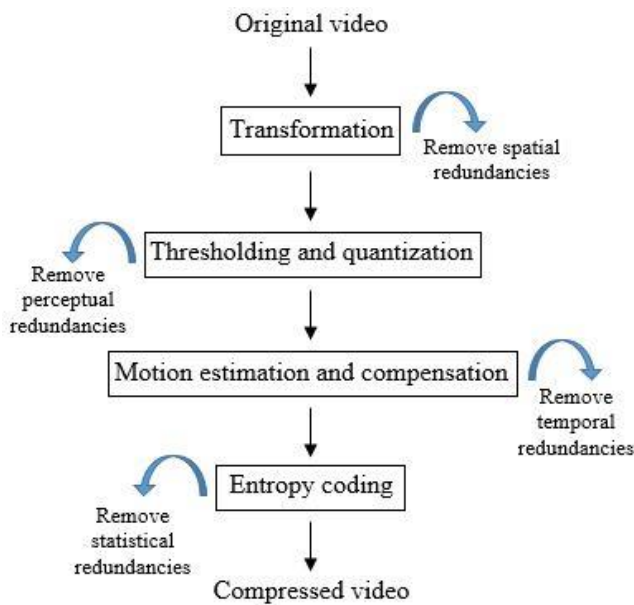 Original video
Transformation
Remove spatial
redundancies
Thresholding and quantization
Remove
perceptual
redundancies
Motion estimation and compensation
Remove
temporal
redundancies
Entropy coding
Remove
statistical
redundancies
Compressed video